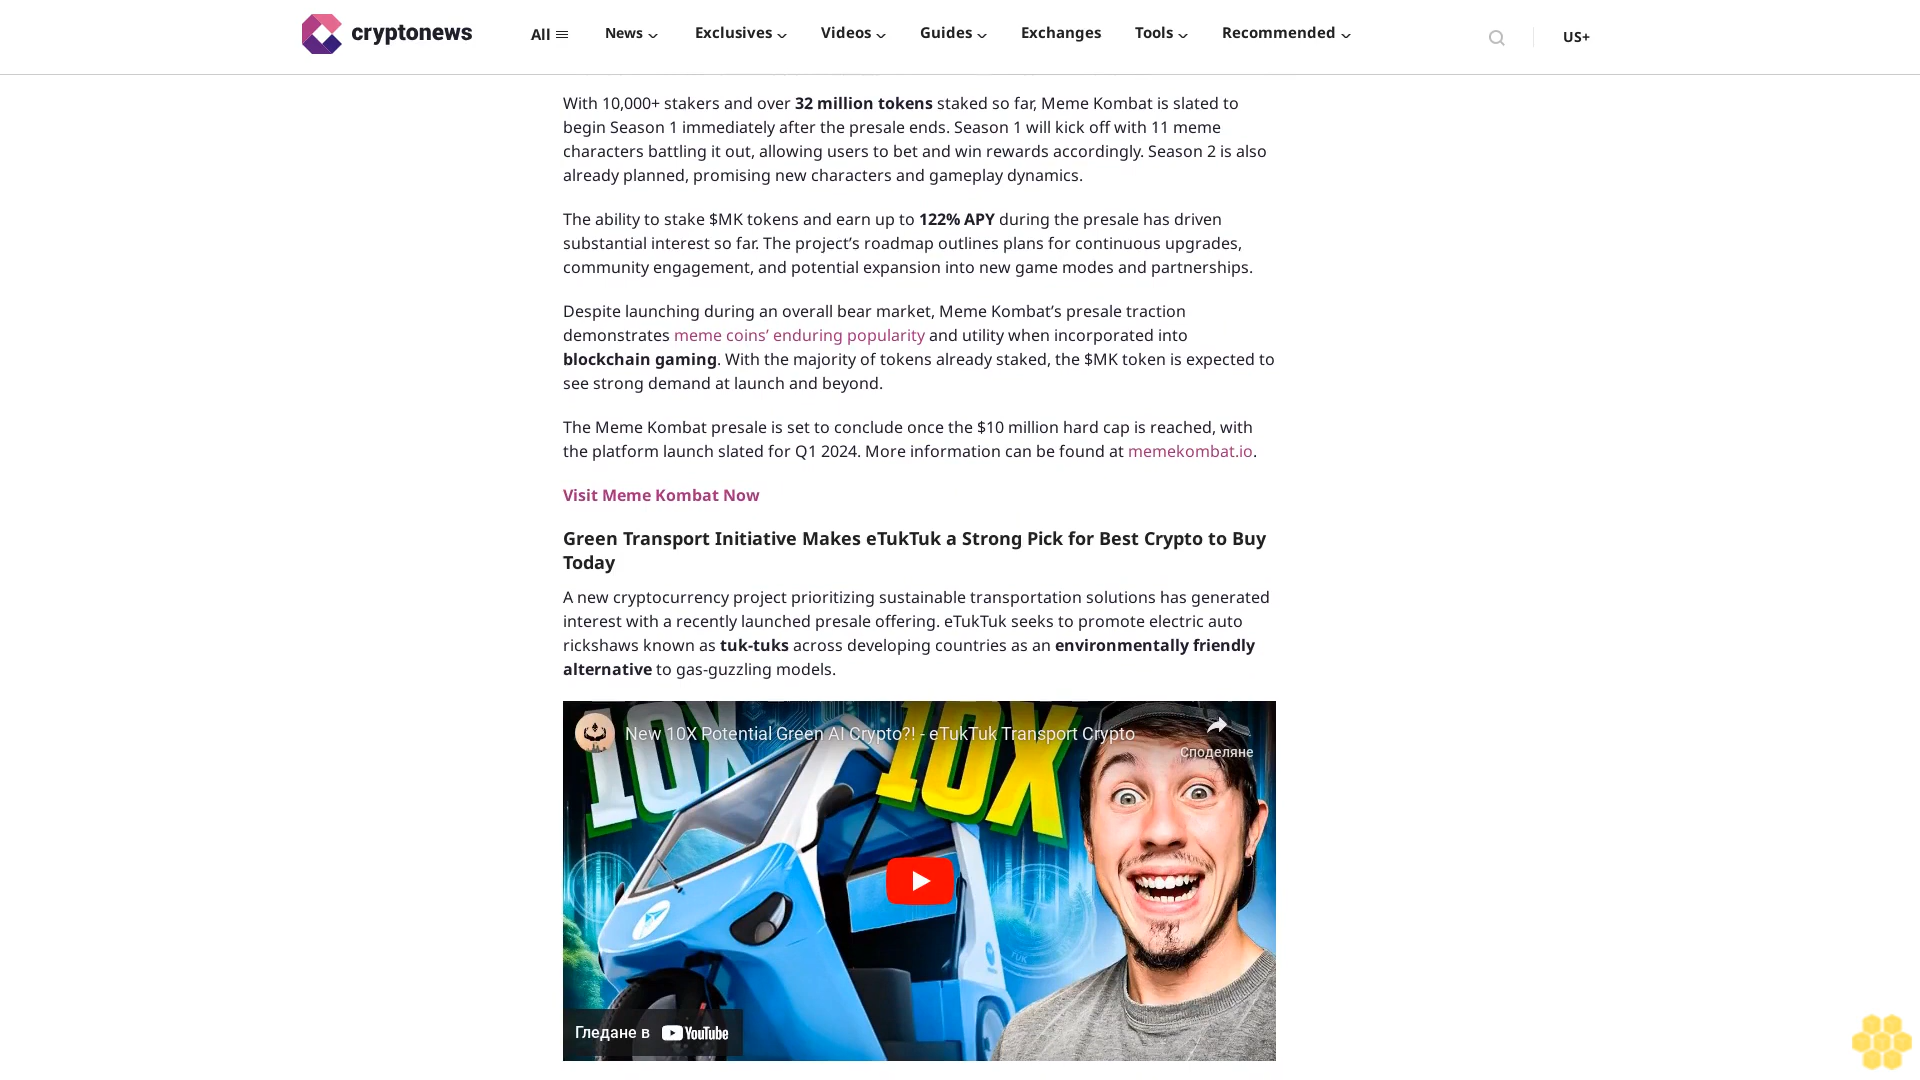 cryptonews
All
News
Exclusives
Videos
Guides
Exchanges
Tools
Recommended
US+
With 10,000+ stakers and over 32 million tokens staked so far, Meme Kombat is slated to
begin Season 1 immediately after the presale ends. Season 1 will kick off with 11 meme
characters battling it out, allowing users to bet and win rewards accordingly. Season 2 is also
already planned, promising new characters and gameplay dynamics.
The ability to stake $MK tokens and earn up to 122% APY during the presale has driven
substantial interest so far. The project’s roadmap outlines plans for continuous upgrades,
community engagement, and potential expansion into new game modes and partnerships.
Despite launching during an overall bear market, Meme Kombat’s presale traction
demonstrates meme coins’ enduring popularity and utility when incorporated into
blockchain gaming. With the majority of tokens already staked, the $MK token is expected to
see strong demand at launch and beyond.
The Meme Kombat presale is set to conclude once the $10 million hard cap is reached, with
the platform launch slated for Q1 2024. More information can be found at memekombat.io.
Visit Meme Kombat Now
Green Transport Initiative Makes eTukTuk a Strong Pick for Best Crypto to Buy
Today
A new cryptocurrency project prioritizing sustainable transportation solutions has generated
interest with a recently launched presale offering. eTukTuk seeks to promote electric auto
rickshaws known as tuk-tuks across developing countries as an environmentally friendly
alternative to gas-guzzling models.
New 10X Potential Green AI Crypto?! - eTukTuk Transport Crypto
Споделяне
10X
10X
TUK
Гледане в YouTube